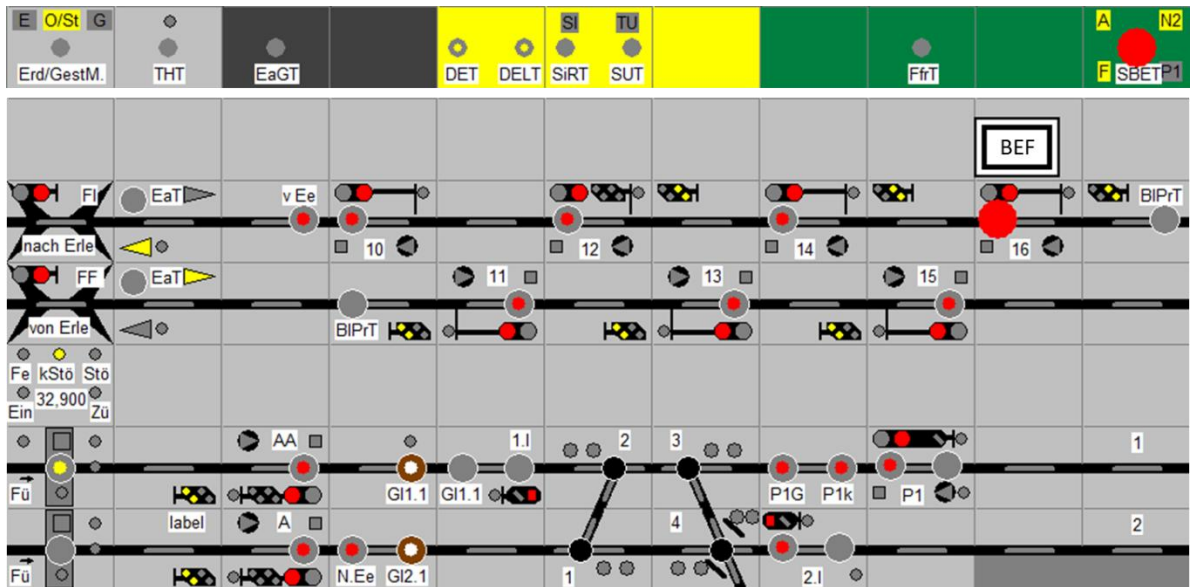 E O/St G
SI TU
A N2
Erd/GestM. THT EaGT DET DELT SiRT SUT FfrT F SBET P1
BEF
FI EaT v Ee BlPrT
nach Erle 10 12 14 16
FF EaT 11 13 15
von Erle BlPrT
Fe kStö Stö
Ein 32,900 Zü
AA 1.I 2 3 1
Fü Gl1.1 Gl1.1 P1G P1k P1
label A 4 2
Fü N.Ee Gl2.1 1 2.I